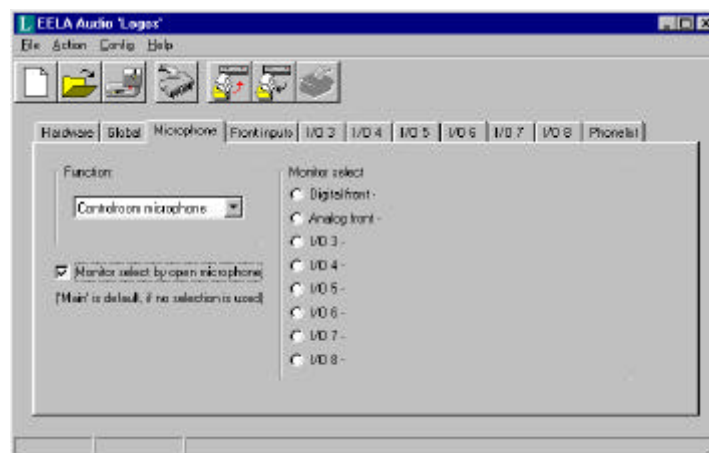 EELA Audio 'Logos'
File Action Config Help
Hardware Global Microphone Front inputs I/O 3 I/O 4 I/O 5 I/O 6 I/O 7 I/O 8 Phonelist
Function:
Controlroom microphone
Monitor select by open microphone
('Main' is default, if no selection is used)
Monitor select
Digital front -
Analog front -
I/O 3 -
I/O 4 -
I/O 5 -
I/O 6 -
I/O 7 -
I/O 8 -